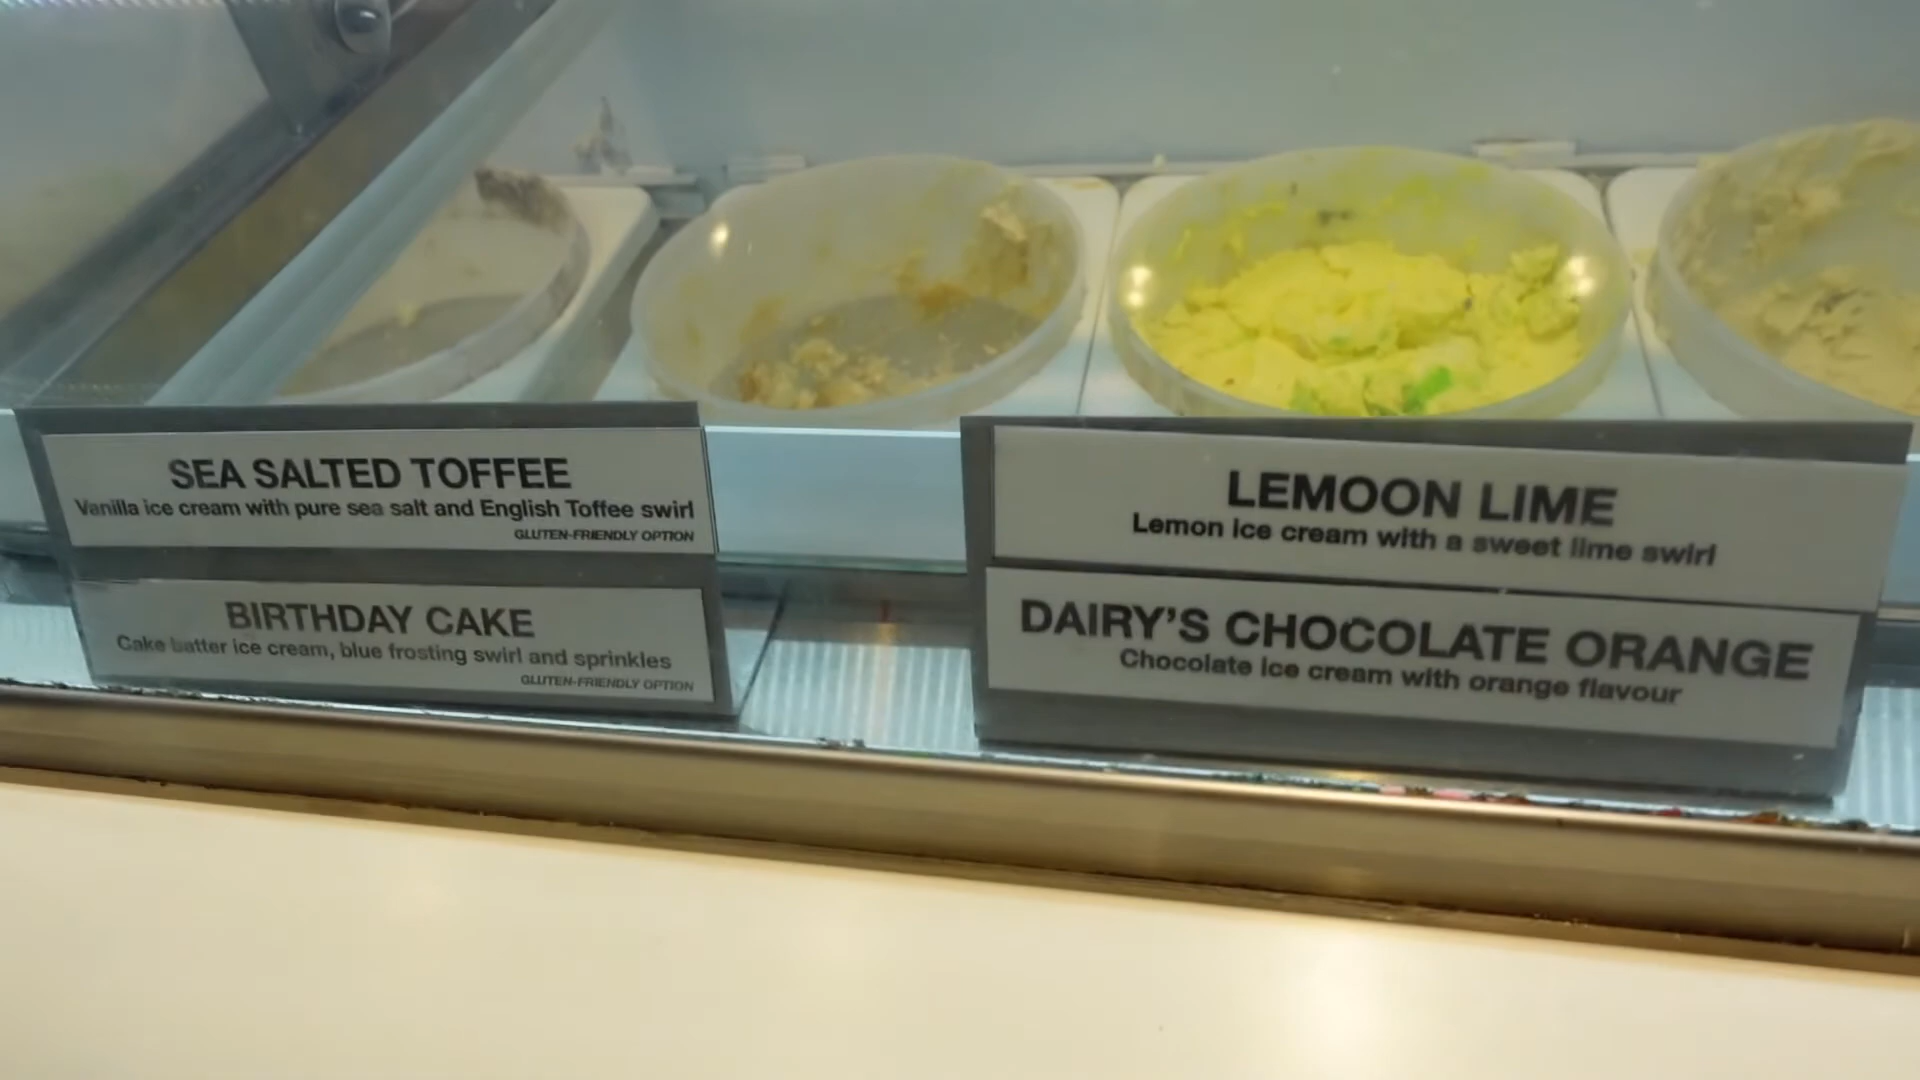 SEA SALTED TOFFEE
Vanilla ice cream with pure sea salt and English Toffee swirl
GLUTEN-FRIENDLY OPTION
BIRTHDAY CAKE
Cake batter ice cream, blue frosting swirl and sprinkles
GLUTEN-FRIENDLY OPTION
LEMOON LIME
Lemon ice cream with a sweet lime swirl
DAIRY'S CHOCOLATE ORANGE
Chocolate ice cream with orange flavour